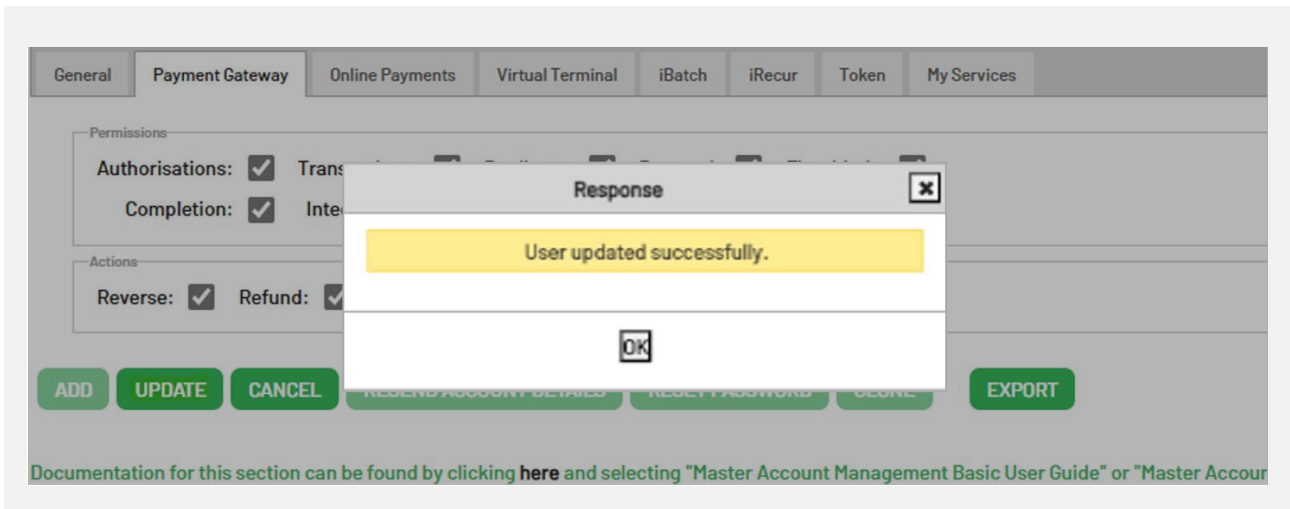 General Payment Gateway Online Payments Virtual Terminal iBatch iRecur Token My Services
Permissions
Authorisations:
Response
Completion:
User updated successfully.
Actions
Reverse: Refund:
OK
ADD UPDATE CANCEL EXPORT
Documentation for this section can be found by clicking here and selecting "Master Account Management Basic User Guide" or "Master Accour